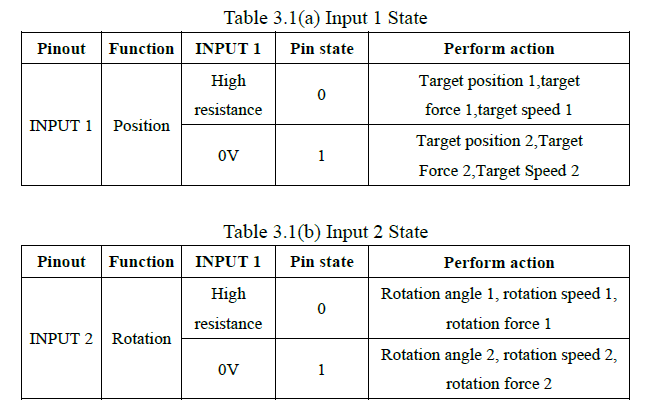 Table 3.1(a) Input 1 State
Pinout Function INPUT 1 Pin state Perform action
INPUT 1 Position High resistance 0 Target position 1,target force 1,target speed 1
0V 1 Target position 2,Target Force 2,Target Speed 2
Table 3.1(b) Input 2 State
Pinout Function INPUT 1 Pin state Perform action
INPUT 2 Rotation High resistance 0 Rotation angle 1, rotation speed 1, rotation force 1
0V 1 Rotation angle 2, rotation speed 2, rotation force 2